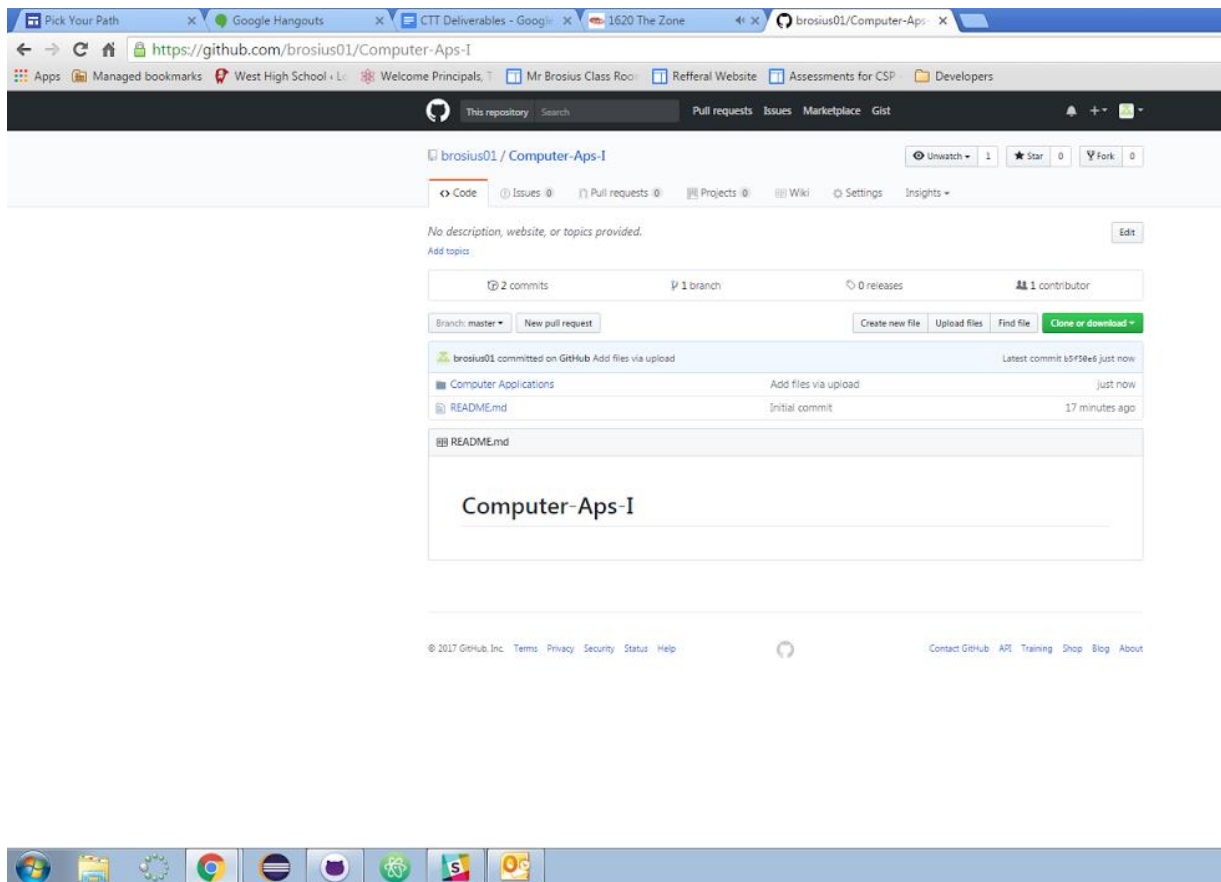 Pick Your Path Google Hangouts CTT Deliverables - Google 1620 The Zone brosius01/Computer-Aps-
https://github.com/brosius01/Computer-Aps-I
Apps Managed bookmarks West High School ‹ Lo Welcome Principals, T Mr Brosius Class Roo Refferal Website Assessments for CSP - Developers
This repository Search Pull requests Issues Marketplace Gist
brosius01 / Computer-Aps-I Unwatch 1 Star 0 Fork 0
Code Issues 0 Pull requests 0 Projects 0 Wiki Settings Insights
No description, website, or topics provided. Edit
Add topics
2 commits 1 branch 0 releases 1 contributor
Branch: master New pull request Create new file Upload files Find file Clone or download
brosius01 committed on GitHub Add files via upload Latest commit b5f50e6 just now
Computer Applications Add files via upload just now
README.md Initial commit 17 minutes ago
README.md
Computer-Aps-I
© 2017 GitHub, Inc. Terms Privacy Security Status Help Contact GitHub API Training Shop Blog About